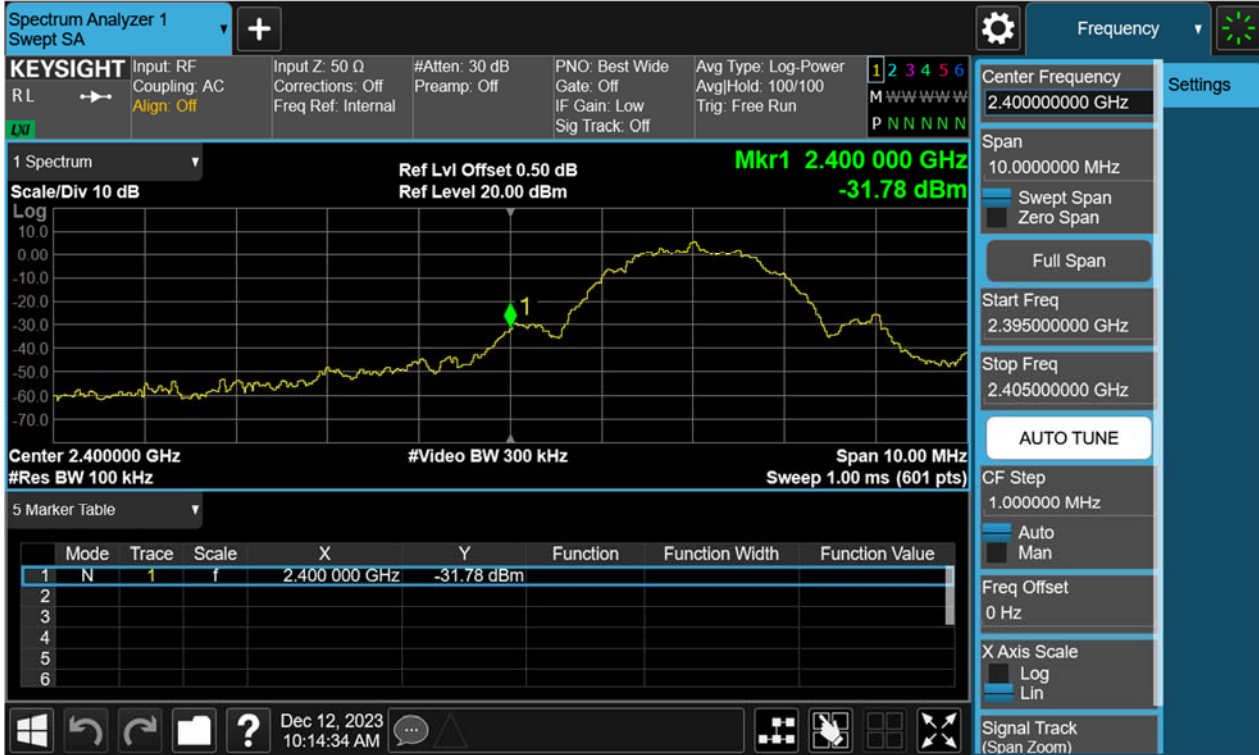 Spectrum Analyzer 1
Swept SA
+
Frequency
KEYSIGHT
RL
LXI
Input: RF
Coupling: AC
Align: Off
Input Z: 50 Ω
Corrections: Off
Freq Ref: Internal
#Atten: 30 dB
Preamp: Off
PNO: Best Wide
Gate: Off
IF Gain: Low
Sig Track: Off
Avg Type: Log-Power
Avg|Hold: 100/100
Trig: Free Run
1 2 3 4 5 6
M W W W W W
P N N N N N
1 Spectrum
Scale/Div 10 dB
Ref Lvl Offset 0.50 dB
Ref Level 20.00 dBm
Mkr1 2.400 000 GHz
-31.78 dBm
Log
10.0
0.00
-10.0
-20.0
-30.0
-40.0
-50.0
-60.0
-70.0
1
Center 2.400000 GHz
#Video BW 300 kHz
Span 10.00 MHz
#Res BW 100 kHz
Sweep 1.00 ms (601 pts)
5 Marker Table
Mode Trace Scale X Y Function Function Width Function Value
1 N 1 f 2.400 000 GHz -31.78 dBm
2
3
4
5
6
?
Dec 12, 2023
10:14:34 AM
Settings
Center Frequency
2.400000000 GHz
Span
10.0000000 MHz
Swept Span
Zero Span
Full Span
Start Freq
2.395000000 GHz
Stop Freq
2.405000000 GHz
AUTO TUNE
CF Step
1.000000 MHz
Auto
Man
Freq Offset
0 Hz
X Axis Scale
Log
Lin
Signal Track
(Span Zoom)